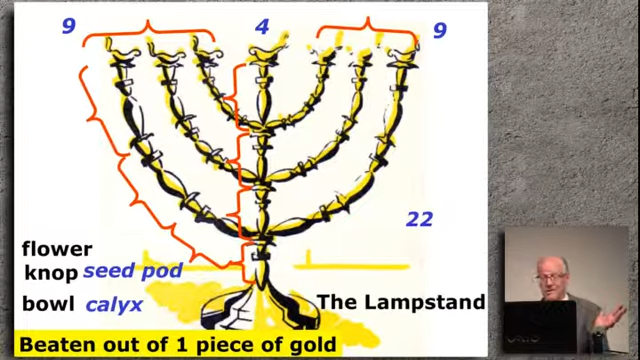 9
4
9
22
flower
knop seed pod
bowl calyx
The Lampstand
Beaten out of 1 piece of gold